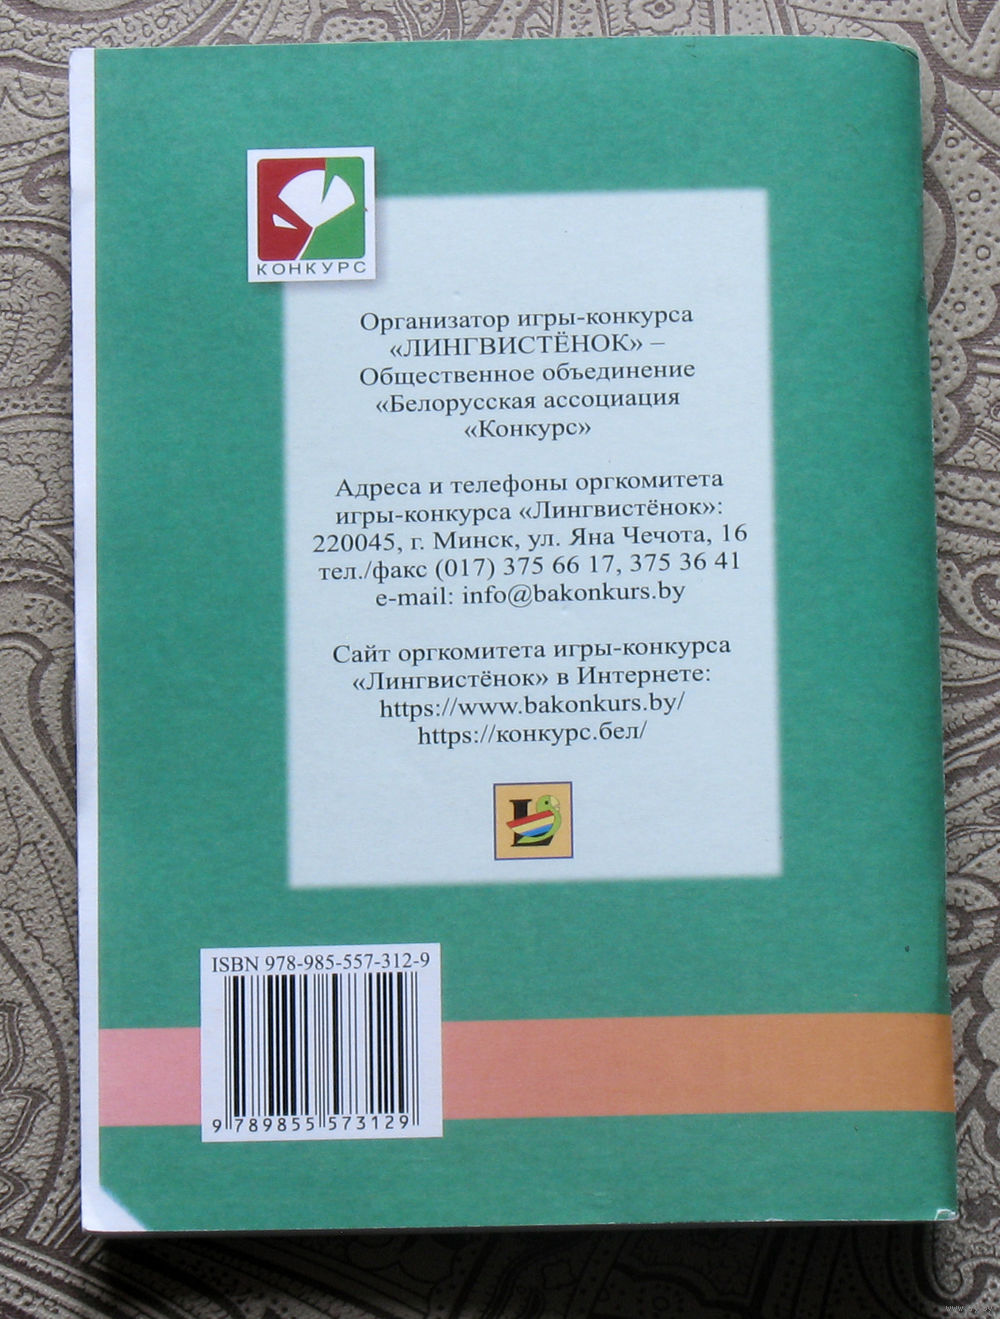 КОНКУРС
Организатор игры-конкурса
«ЛИНГВИСТЁНОК» –
Общественное объединение
«Белорусская ассоциация
«Конкурс»
Адреса и телефоны оргкомитета
игры-конкурса «Лингвистёнок»:
220045, г. Минск, ул. Яна Чечота, 16
тел./факс (017) 375 66 17, 375 36 41
e-mail: info@bakonkurs.by
Сайт оргкомитета игры-конкурса
«Лингвистёнок» в Интернете:
https://www.bakonkurs.by/
https://конкурс.бел/
L
ISBN 978-985-557-312-9
9 789855 573129